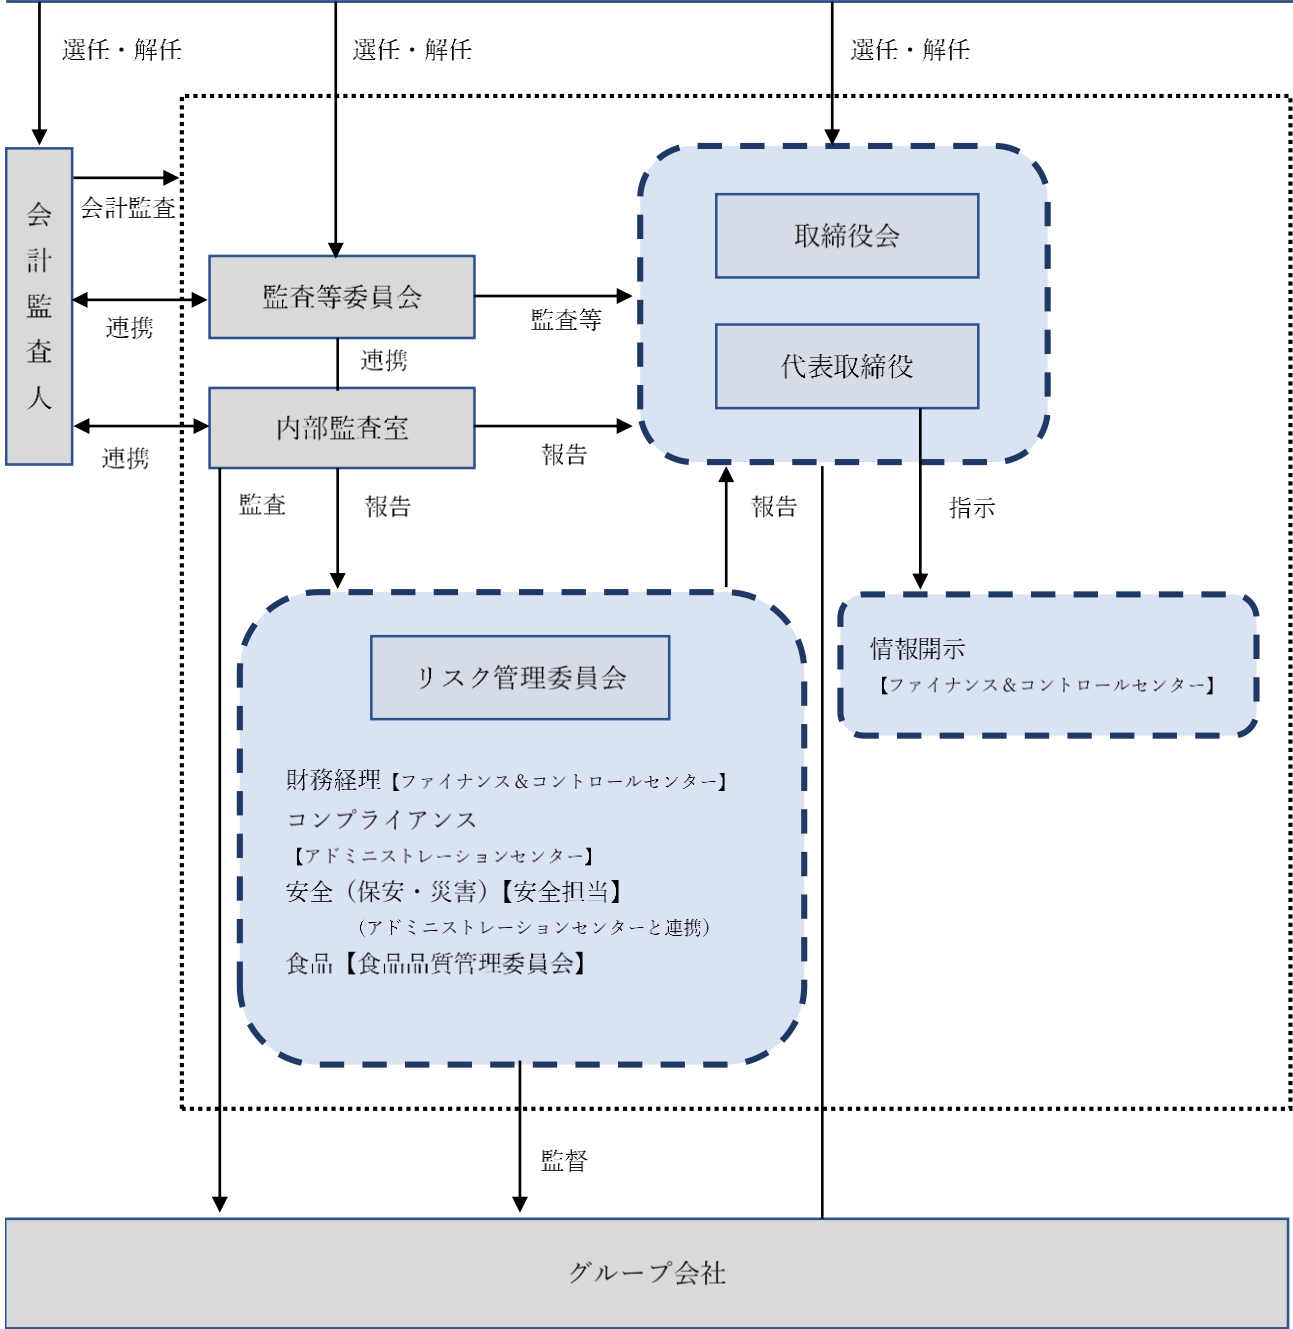 選任・解任
選任・解任
選任・解任
会計監査人
会計監査
取締役会
監査等委員会
監査等
連携
連携
代表取締役
内部監査室
報告
連携
監査
報告
報告
指示
リスク管理委員会
情報開示
【ファイナンス＆コントロールセンター】
財務経理【ファイナンス＆コントロールセンター】
コンプライアンス
【アドミニストレーションセンター】
安全（保安・災害）【安全担当】
（アドミニストレーションセンターと連携）
食品【食品品質管理委員会】
監督
グループ会社